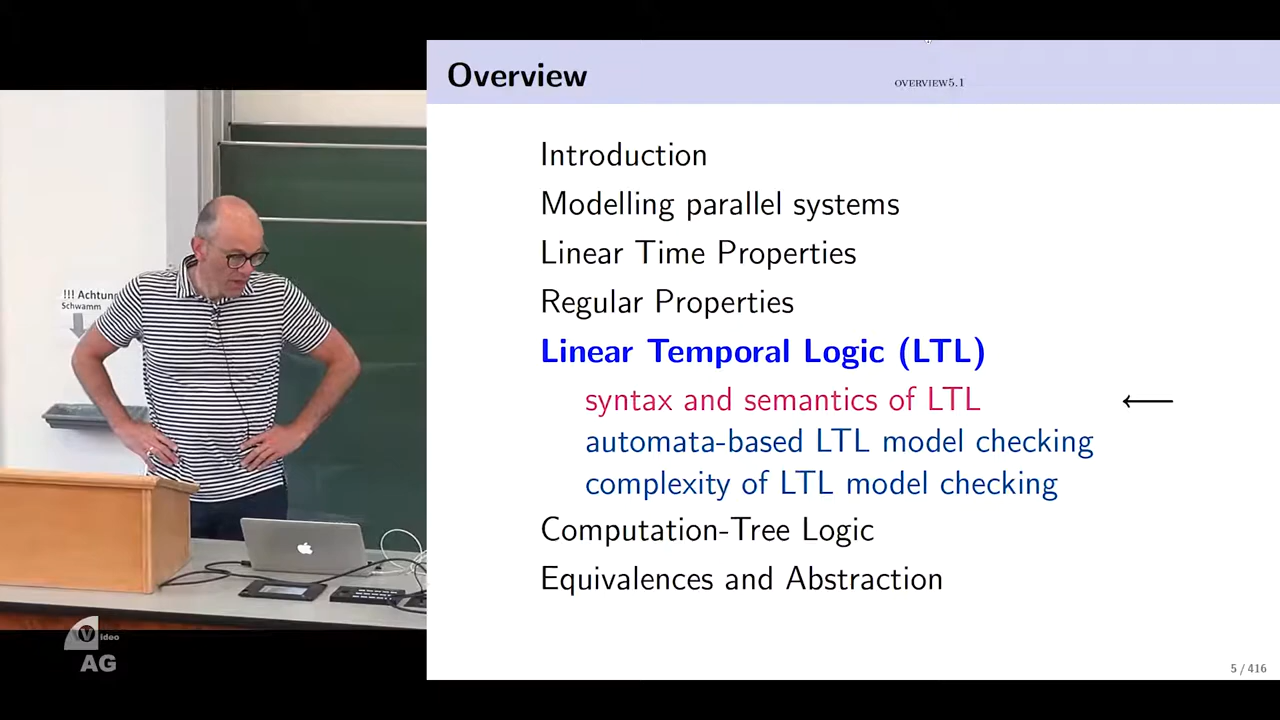 Overview
OVERVIEW5.1
Introduction
Modelling parallel systems
Linear Time Properties
Regular Properties
Linear Temporal Logic (LTL)
syntax and semantics of LTL
automata-based LTL model checking
complexity of LTL model checking
Computation-Tree Logic
Equivalences and Abstraction
5 / 416
!!! Achtung
Schwamm
Video
AG